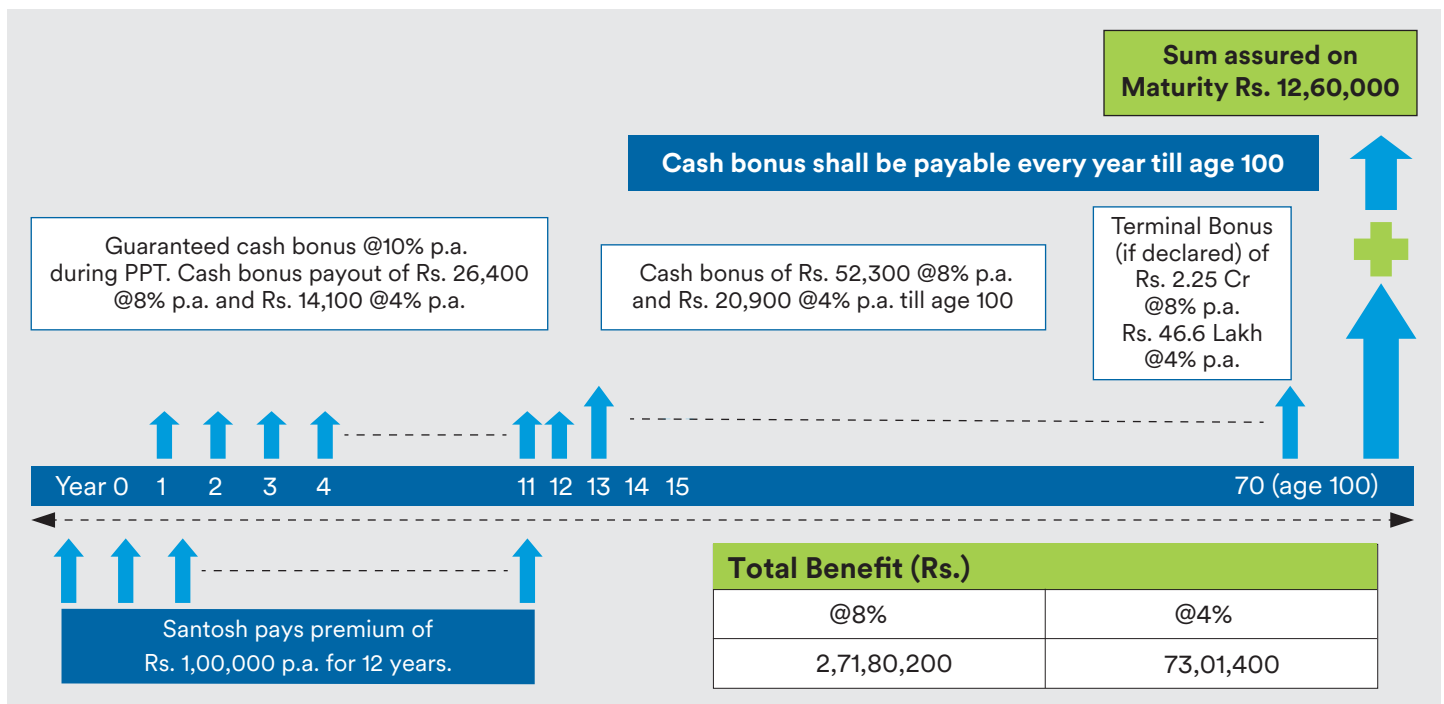 Sum assured on
Maturity Rs. 12,60,000
Cash bonus shall be payable every year till age 100
Guaranteed cash bonus @10% p.a.
during PPT. Cash bonus payout of Rs. 26,400
@8% p.a. and Rs. 14,100 @4% p.a.
Cash bonus of Rs. 52,300 @8% p.a.
and Rs. 20,900 @4% p.a. till age 100
Terminal Bonus
(if declared) of
Rs. 2.25 Cr
@8% p.a.
Rs. 46.6 Lakh
@4% p.a.
Year 0 1 2 3 4 11 12 13 14 15 70 (age 100)
Santosh pays premium of
Rs. 1,00,000 p.a. for 12 years.
Total Benefit (Rs.)
@8% @4%
2,71,80,200 73,01,400